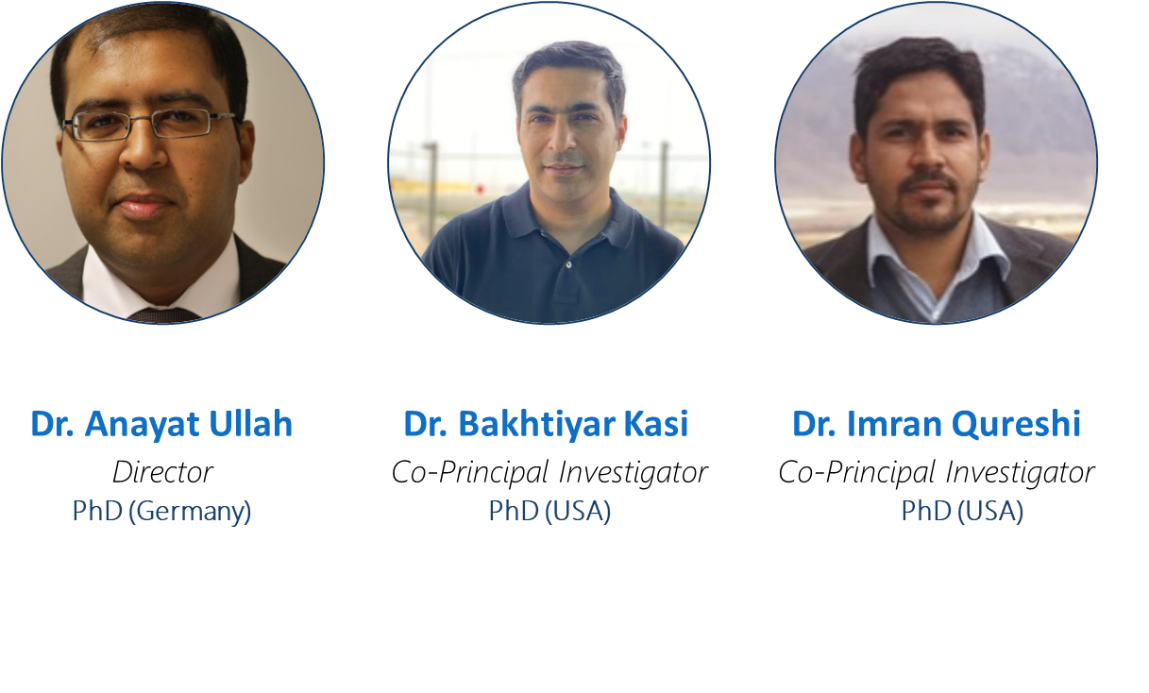 Dr. Anayat Ullah
Director
PhD (Germany)
Dr. Bakhtiyar Kasi
Co-Principal Investigator
PhD (USA)
Dr. Imran Qureshi
Co-Principal Investigator
PhD (USA)